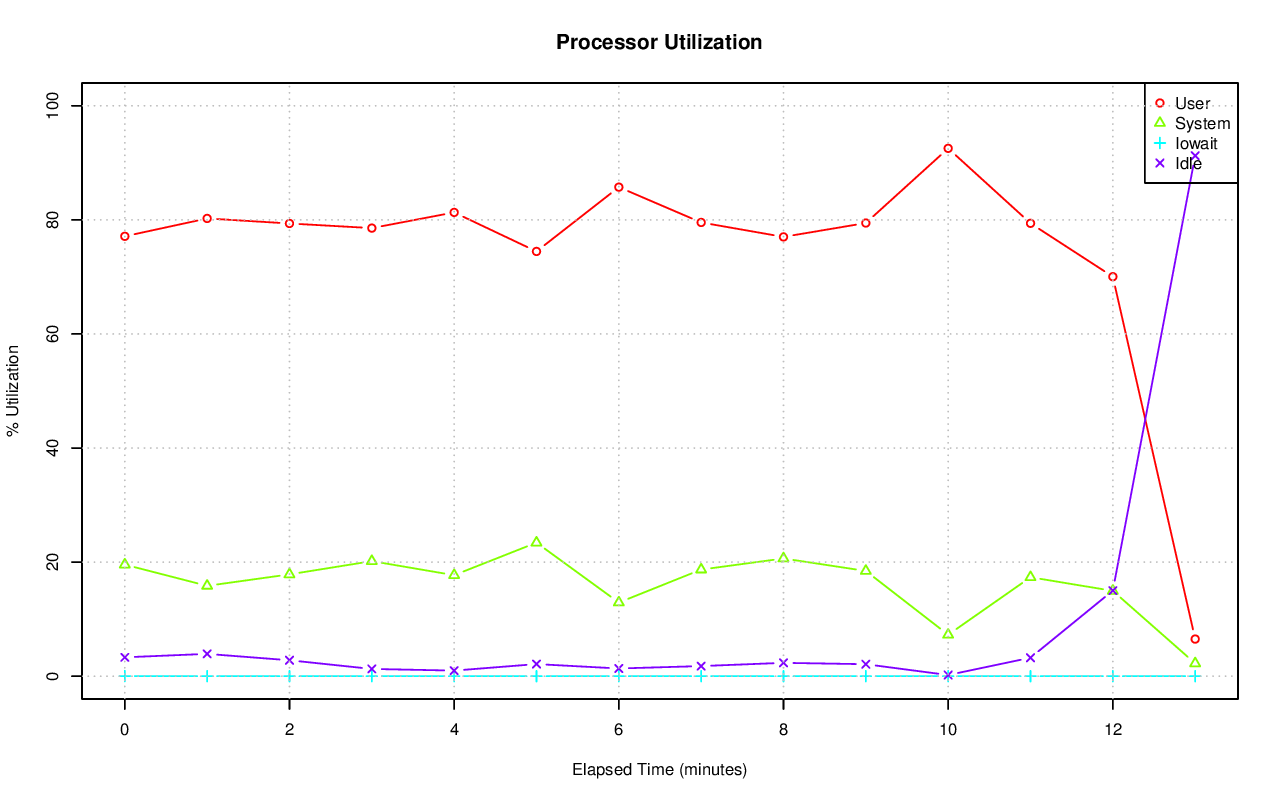 Processor Utilization
% Utilization
100
80
60
40
20
0
User
System
Iowait
Idle
0 2 4 6 8 10 12
Elapsed Time (minutes)